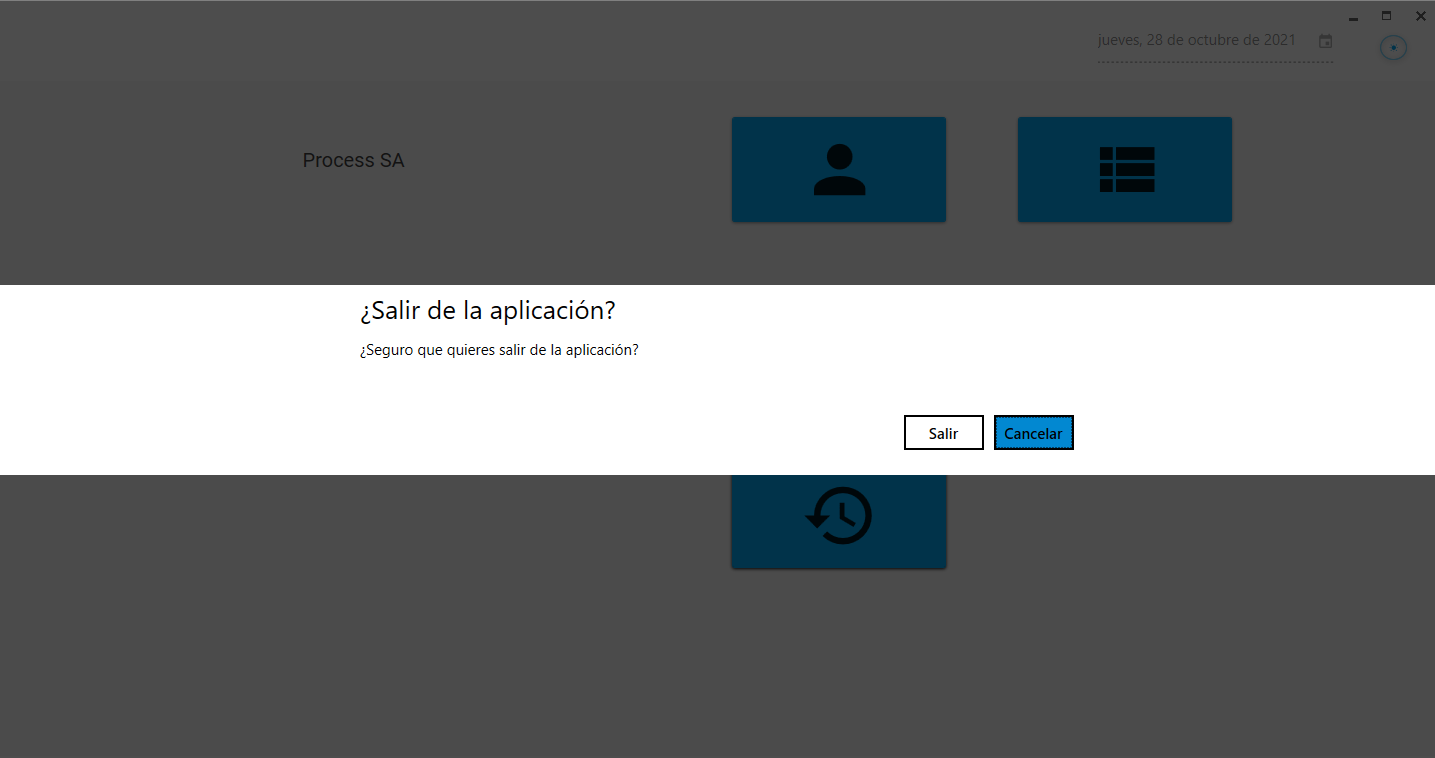 jueves, 28 de octubre de 2021
Process SA
¿Salir de la aplicación?
¿Seguro que quieres salir de la aplicación?
Salir
Cancelar